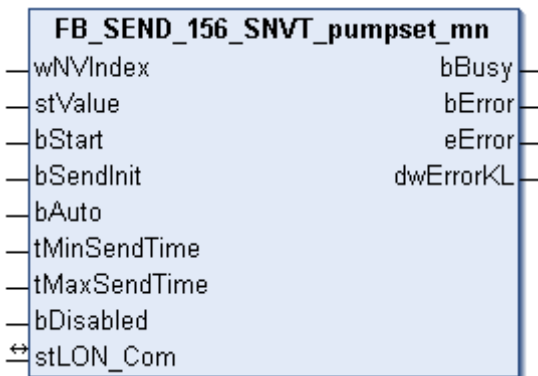 FB_SEND_156_SNVT_pumpset_mn
wNVIndex bBusy
stValue bError
bStart eError
bSendInit dwErrorKL
bAuto
tMinSendTime
tMaxSendTime
bDisabled
stLON_Com